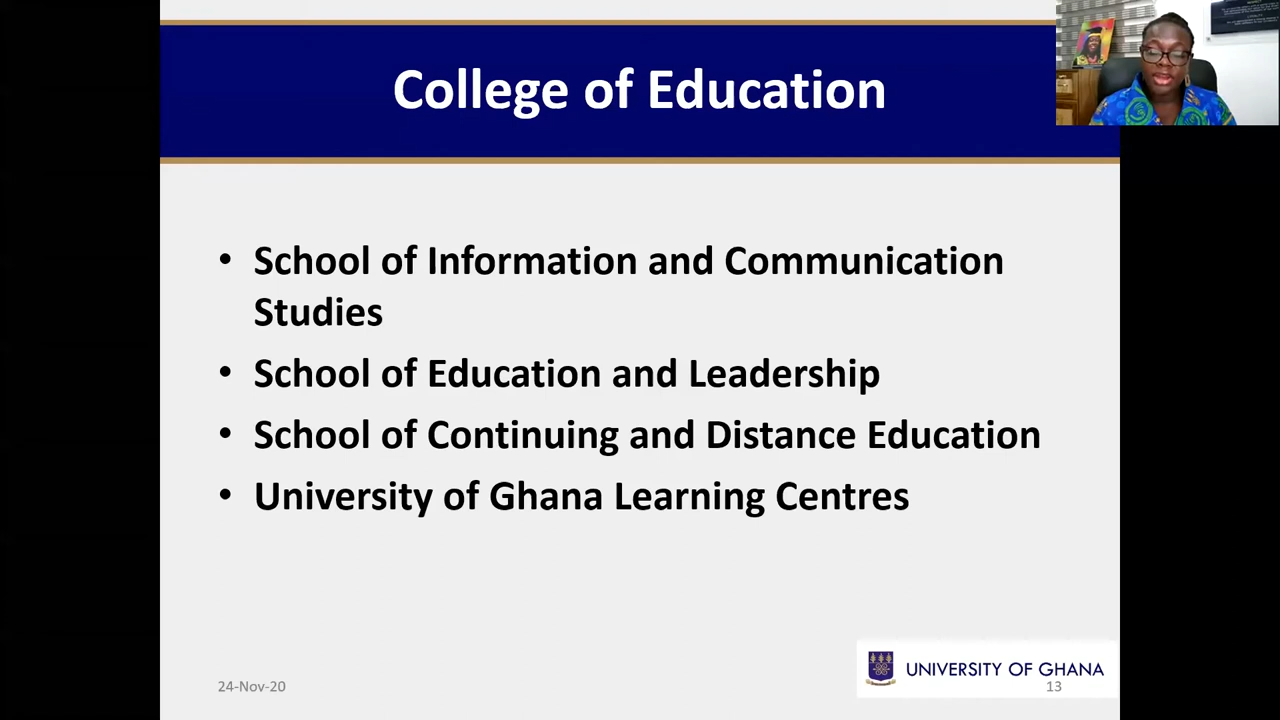 College of Education
• School of Information and Communication
Studies
• School of Education and Leadership
• School of Continuing and Distance Education
• University of Ghana Learning Centres
24-Nov-20
UNIVERSITY OF GHANA
13